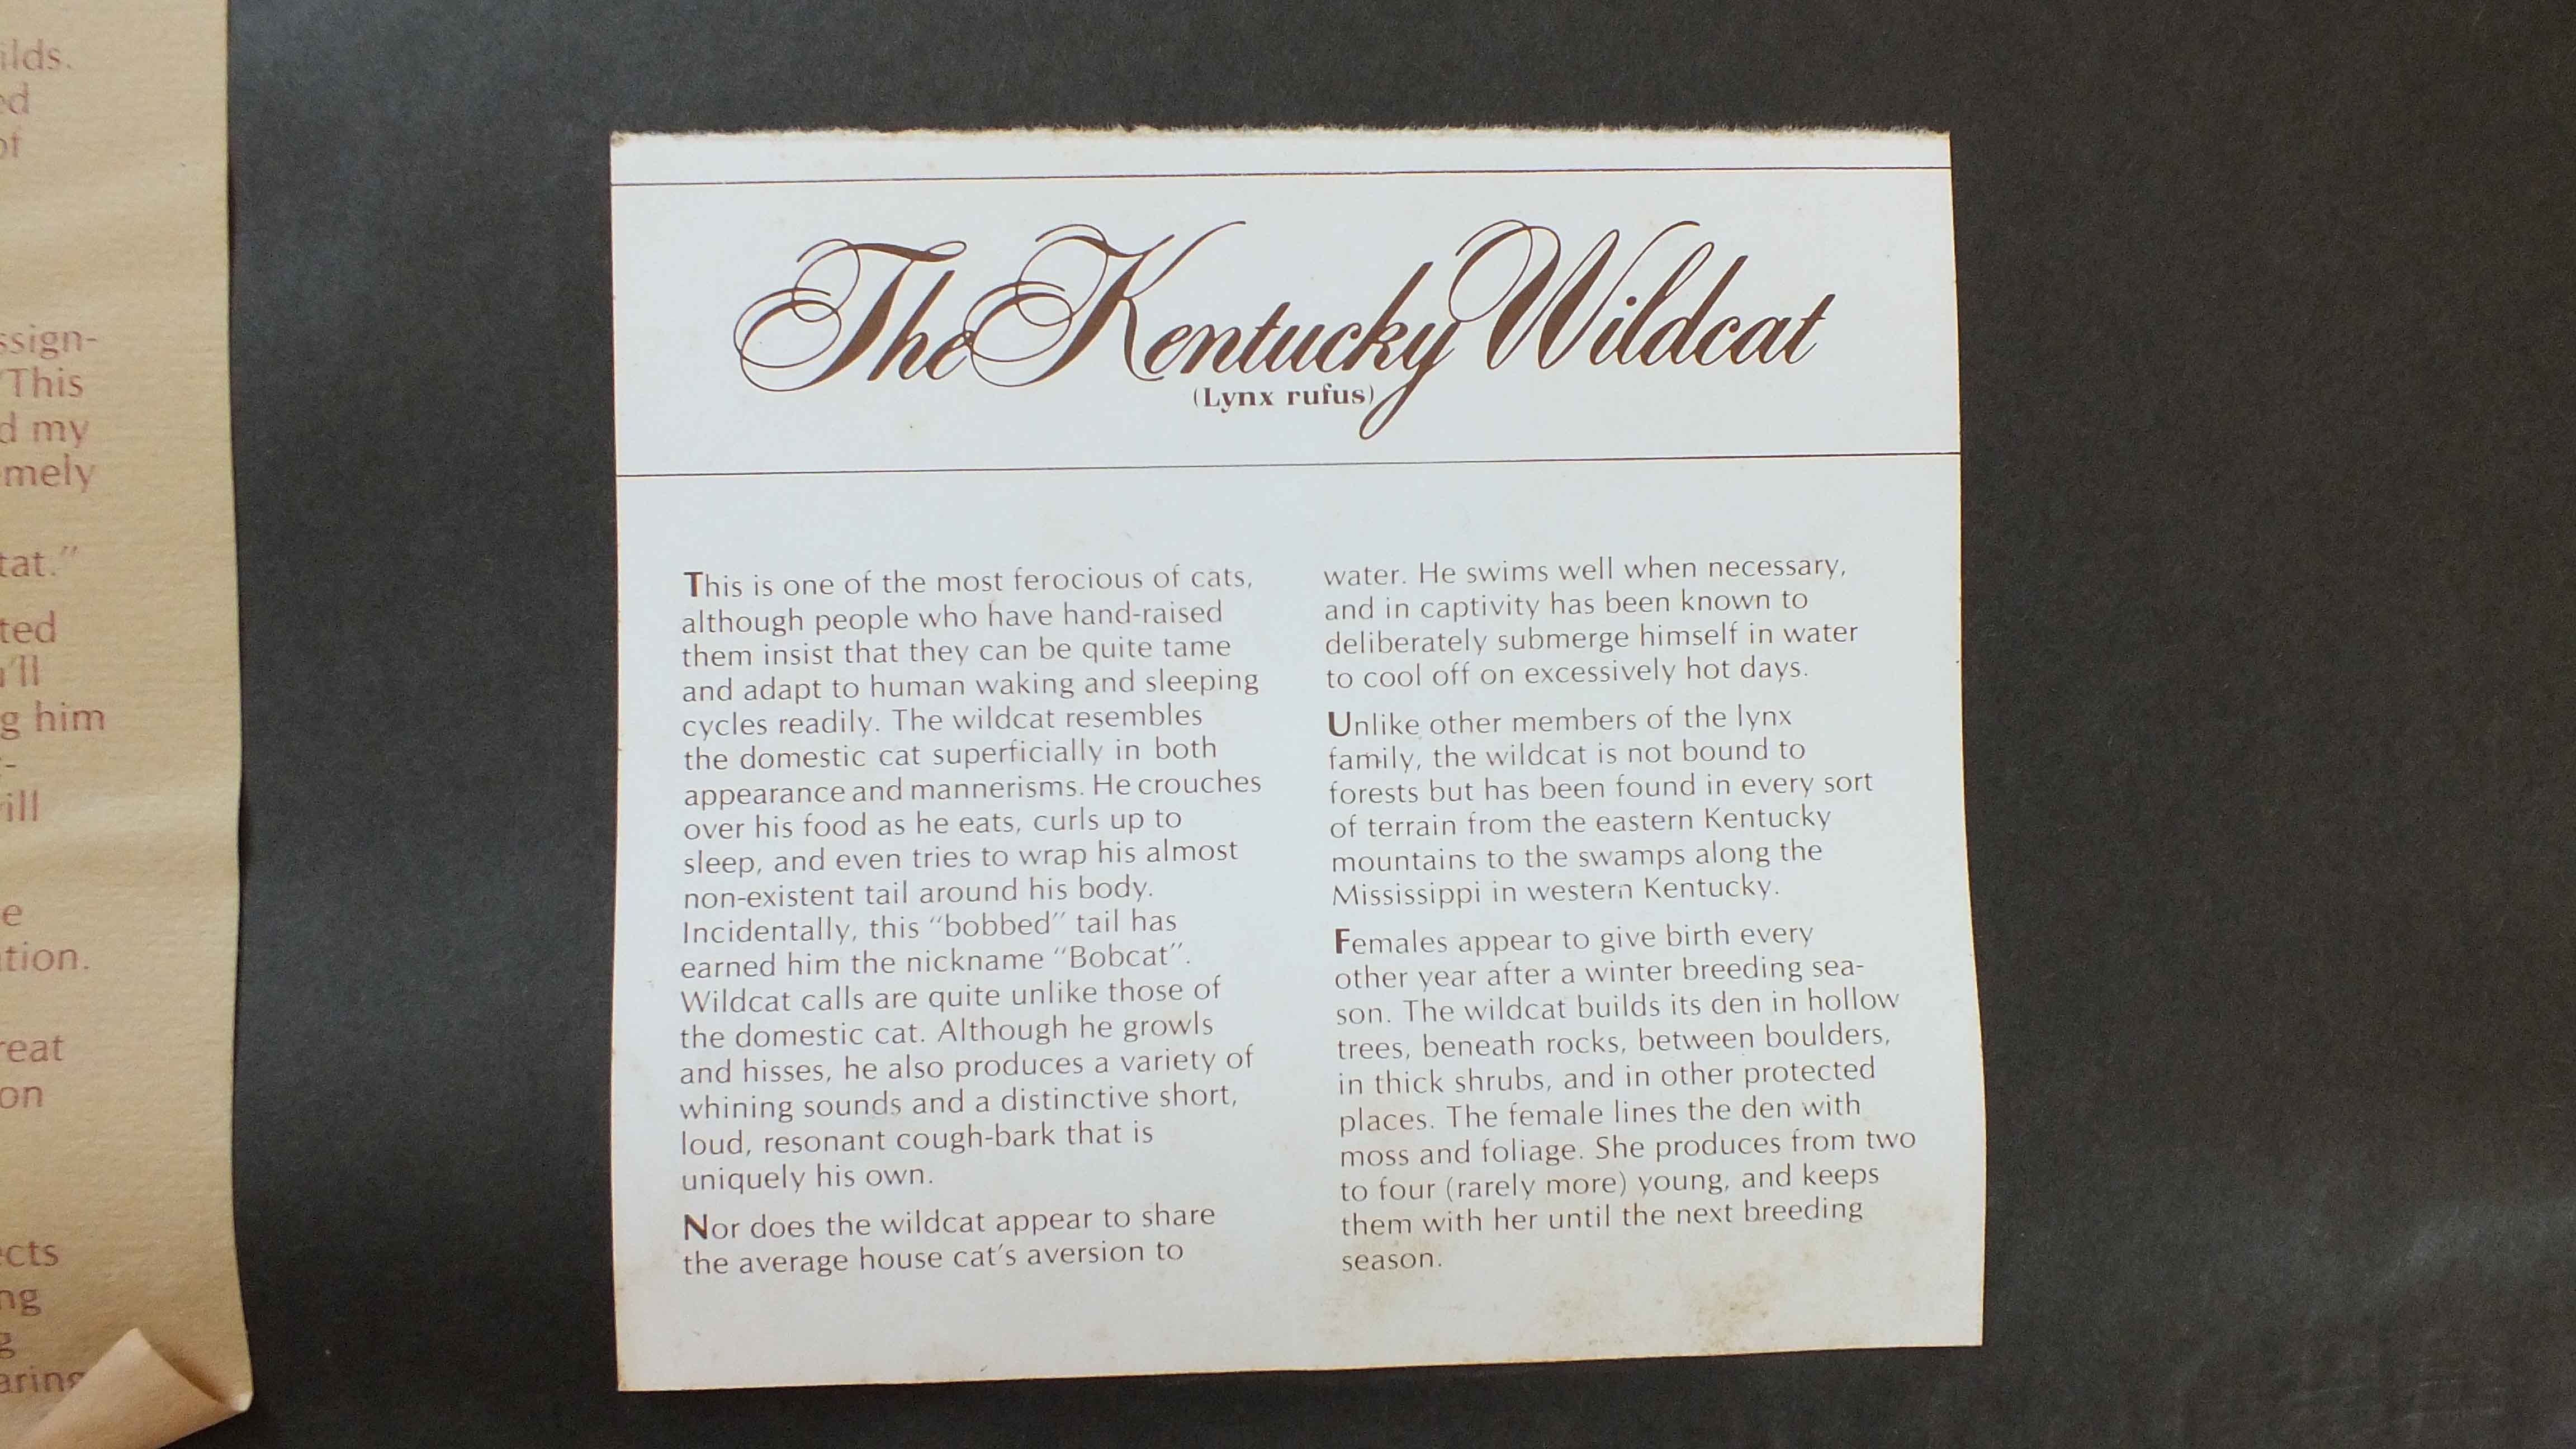 ilds.
ed
of
ssign-
"This
d my
emely
tat."
ted
'll
g him
-
ill
e
tion.
reat
on
cts
ng
g
aring
The Kentucky Wildcat
(Lynx rufus)
This is one of the most ferocious of cats,
although people who have hand-raised
them insist that they can be quite tame
and adapt to human waking and sleeping
cycles readily. The wildcat resembles
the domestic cat superficially in both
appearance and mannerisms. He crouches
over his food as he eats, curls up to
sleep, and even tries to wrap his almost
non-existent tail around his body.
Incidentally, this "bobbed" tail has
earned him the nickname "Bobcat".
Wildcat calls are quite unlike those of
the domestic cat. Although he growls
and hisses, he also produces a variety of
whining sounds and a distinctive short,
loud, resonant cough-bark that is
uniquely his own.
Nor does the wildcat appear to share
the average house cat's aversion to
water. He swims well when necessary,
and in captivity has been known to
deliberately submerge himself in water
to cool off on excessively hot days.
Unlike other members of the lynx
family, the wildcat is not bound to
forests but has been found in every sort
of terrain from the eastern Kentucky
mountains to the swamps along the
Mississippi in western Kentucky.
Females appear to give birth every
other year after a winter breeding sea-
son. The wildcat builds its den in hollow
trees, beneath rocks, between boulders,
in thick shrubs, and in other protected
places. The female lines the den with
moss and foliage. She produces from two
to four (rarely more) young, and keeps
them with her until the next breeding
season.